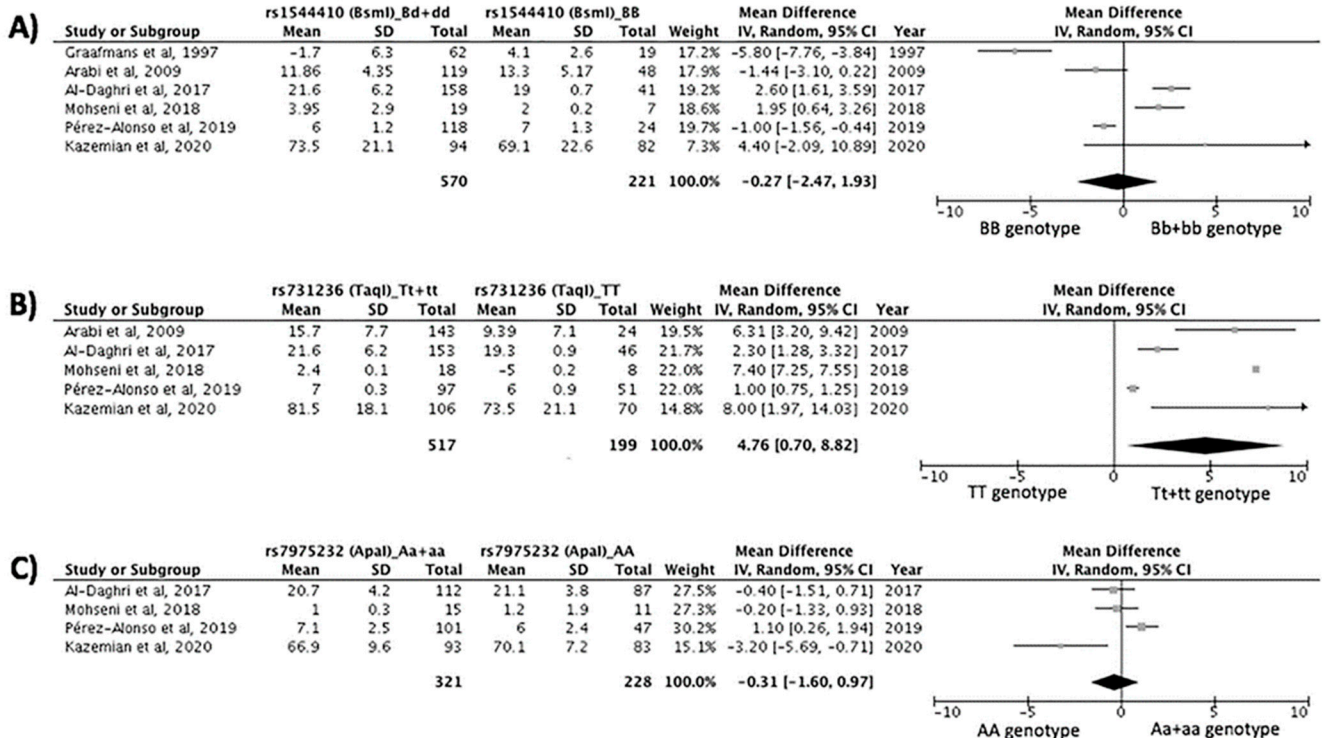 A)
rs1544410 (BsmI)_Bd+dd rs1544410 (BsmI)_BB Mean Difference Mean Difference
Study or Subgroup Mean SD Total Mean SD Total Weight IV, Random, 95% CI Year IV, Random, 95% CI
Graafmans et al, 1997 -1.7 6.3 62 4.1 2.6 19 17.2% -5.80 [-7.76, -3.84] 1997
Arabi et al, 2009 11.86 4.35 119 13.3 5.17 48 17.9% -1.44 [-3.10, 0.22] 2009
Al-Daghri et al, 2017 21.6 6.2 158 19 0.7 41 19.2% 2.60 [1.61, 3.59] 2017
Mohseni et al, 2018 3.95 2.9 19 2 0.2 7 18.6% 1.95 [0.64, 3.26] 2018
Pérez-Alonso et al, 2019 6 1.2 118 7 1.3 24 19.7% -1.00 [-1.56, -0.44] 2019
Kazemian et al, 2020 73.5 21.1 94 69.1 22.6 82 7.3% 4.40 [-2.09, 10.89] 2020
570 221 100.0% -0.27 [-2.47, 1.93]
-10 -5 0 5 10
BB genotype Bb+bb genotype
B)
rs731236 (TaqI)_Tt+tt rs731236 (TaqI)_TT Mean Difference Mean Difference
Study or Subgroup Mean SD Total Mean SD Total Weight IV, Random, 95% CI Year IV, Random, 95% CI
Arabi et al, 2009 15.7 7.7 143 9.39 7.1 24 19.5% 6.31 [3.20, 9.42] 2009
Al-Daghri et al, 2017 21.6 6.2 153 19.3 0.9 46 21.7% 2.30 [1.28, 3.32] 2017
Mohseni et al, 2018 2.4 0.1 18 -5 0.2 8 22.0% 7.40 [7.25, 7.55] 2018
Pérez-Alonso et al, 2019 7 0.3 97 6 0.9 51 22.0% 1.00 [0.75, 1.25] 2019
Kazemian et al, 2020 81.5 18.1 106 73.5 21.1 70 14.8% 8.00 [1.97, 14.03] 2020
517 199 100.0% 4.76 [0.70, 8.82]
-10 -5 0 5 10
TT genotype Tt+tt genotype
C)
rs7975232 (ApaI)_Aa+aa rs7975232 (ApaI)_AA Mean Difference Mean Difference
Study or Subgroup Mean SD Total Mean SD Total Weight IV, Random, 95% CI Year IV, Random, 95% CI
Al-Daghri et al, 2017 20.7 4.2 112 21.1 3.8 87 27.5% -0.40 [-1.51, 0.71] 2017
Mohseni et al, 2018 1 0.3 15 1.2 1.9 11 27.3% -0.20 [-1.33, 0.93] 2018
Pérez-Alonso et al, 2019 7.1 2.5 101 6 2.4 47 30.2% 1.10 [0.26, 1.94] 2019
Kazemian et al, 2020 66.9 9.6 93 70.1 7.2 83 15.1% -3.20 [-5.69, -0.71] 2020
321 228 100.0% -0.31 [-1.60, 0.97]
-10 -5 0 5 10
AA genotype Aa+aa genotype